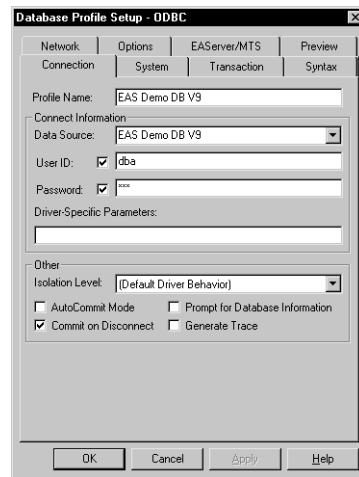 Database Profile Setup - ODBC
Network Options EAServer/MTS Preview
Connection System Transaction Syntax
Profile Name: EAS Demo DB V9
Connect Information
Data Source: EAS Demo DB V9
User ID: dba
Password: ***
Driver-Specific Parameters:
Other
Isolation Level: (Default Driver Behavior)
AutoCommit Mode Prompt for Database Information
Commit on Disconnect Generate Trace
OK Cancel Apply Help